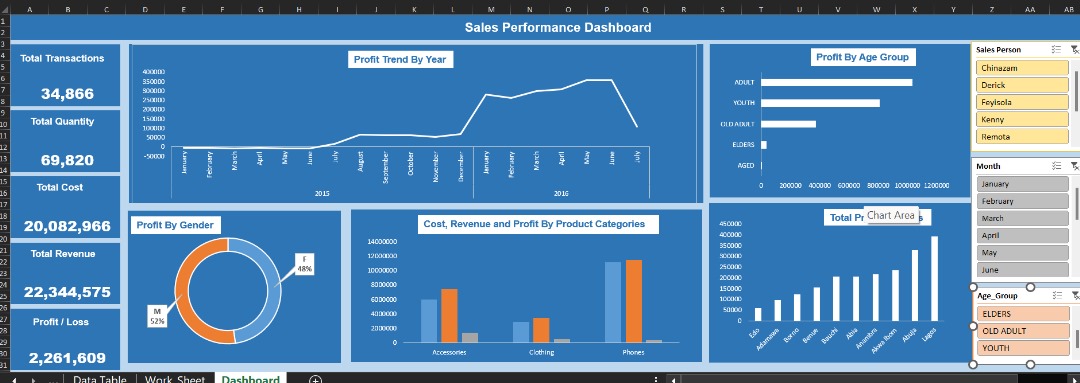 A B C D E F G H I J K L M N O P Q R S T U V W X Y Z AA AB
Sales Performance Dashboard
Total Transactions
34,866
Total Quantity
69,820
Total Cost
20,082,966
Total Revenue
22,344,575
Profit / Loss
2,261,609
Profit Trend By Year
400000
350000
300000
250000
200000
150000
100000
50000
0
-50000
January
February
March
April
May
June
July
August
September
October
November
December
January
February
March
April
May
June
July
2015
2016
Profit By Age Group
ADULT
YOUTH
OLD ADULT
ELDERS
AGED
0 200000 400000 600000 800000 1000000 1200000
Profit By Gender
F
48%
M
52%
Cost, Revenue and Profit By Product Categories
14000000
12000000
10000000
8000000
6000000
4000000
2000000
0
Accessories Clothing Phones
Total Pr
Chart Area
s
450000
400000
350000
300000
250000
200000
150000
100000
50000
0
Edo
Adamawa
Borno
Benue
Bauchi
Abia
Anambra
Akwa Ibom
Abuja
Lagos
Sales Person
Chinazam
Derick
Feyisola
Kenny
Remota
Month
January
February
March
April
May
June
Age_Group
ELDERS
OLD ADULT
YOUTH
... Data Table Work_Sheet Dashboard